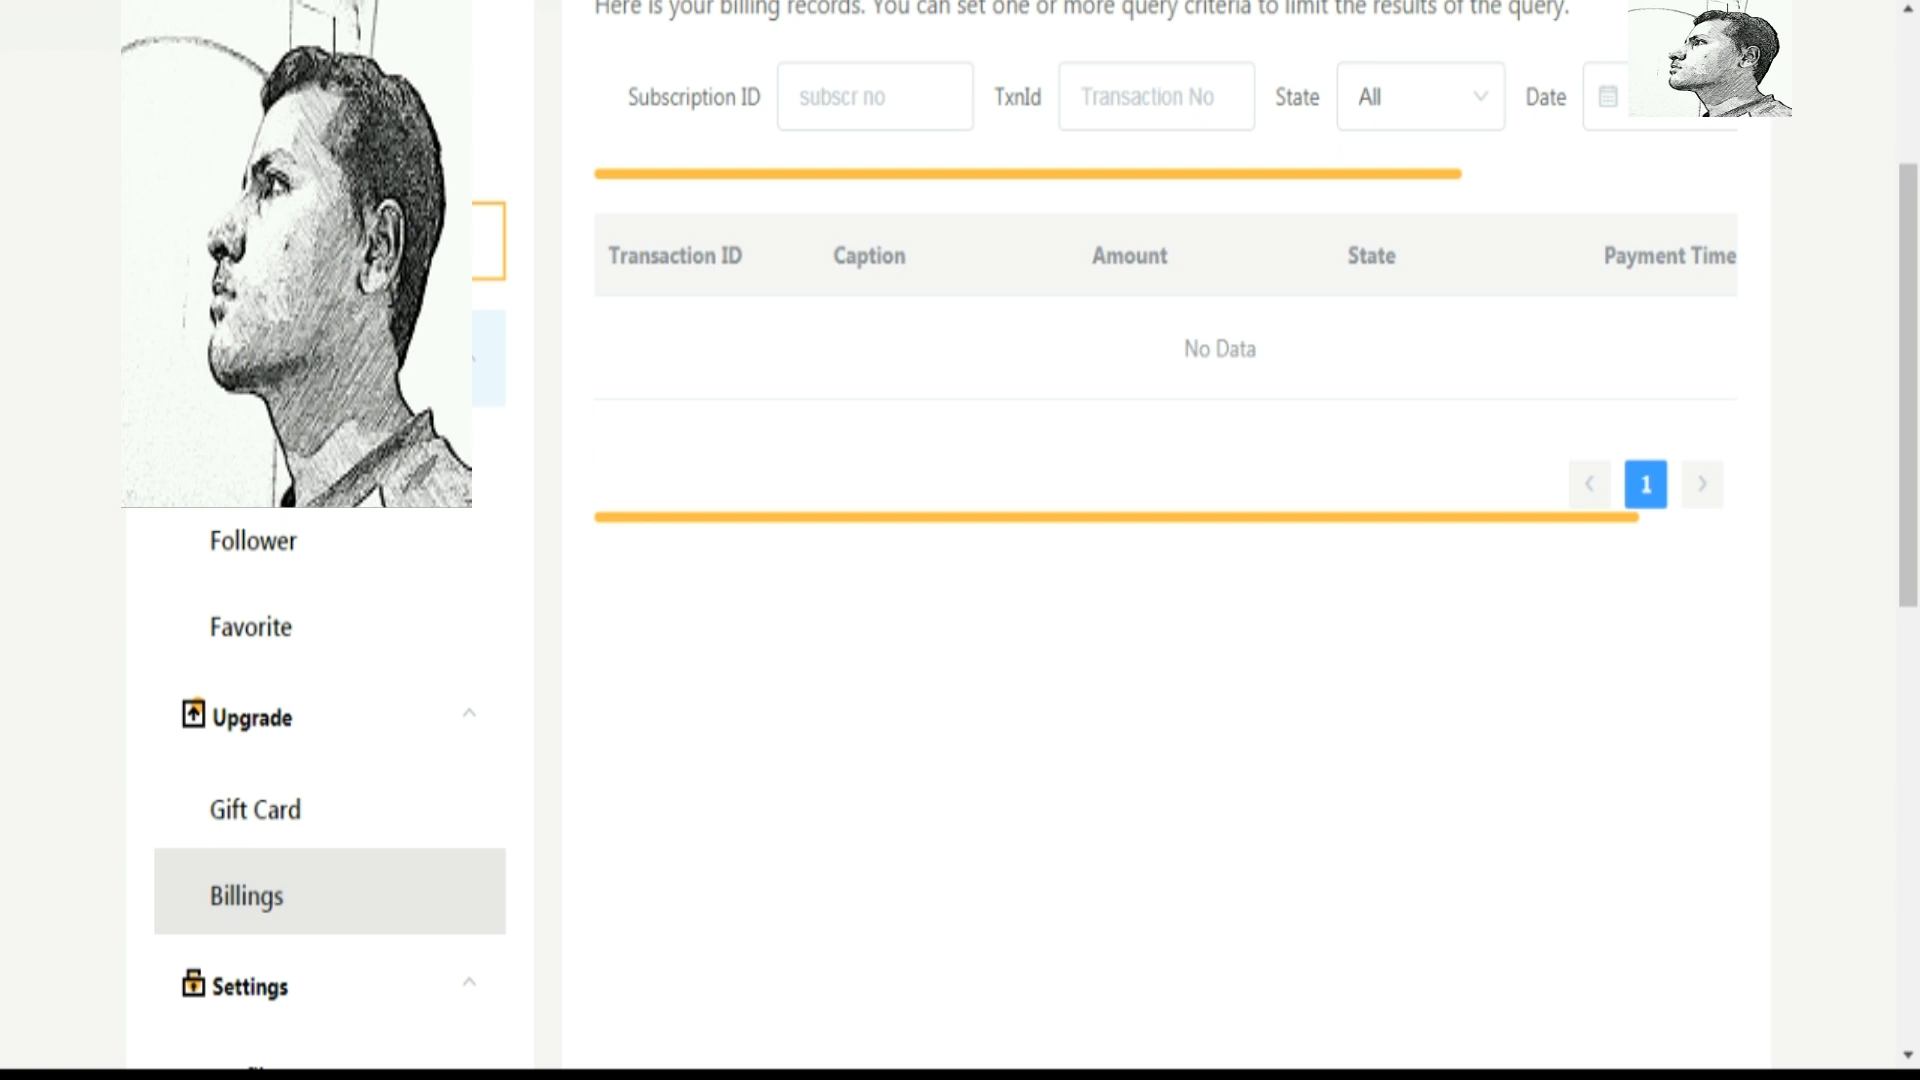 Here is your billing records. You can set one or more query criteria to limit the results of the query.
Subscription ID subscr no TxnId Transaction No State All Date
Transaction ID Caption Amount State Payment Time
No Data
1
Follower
Favorite
Upgrade
Gift Card
Billings
Settings